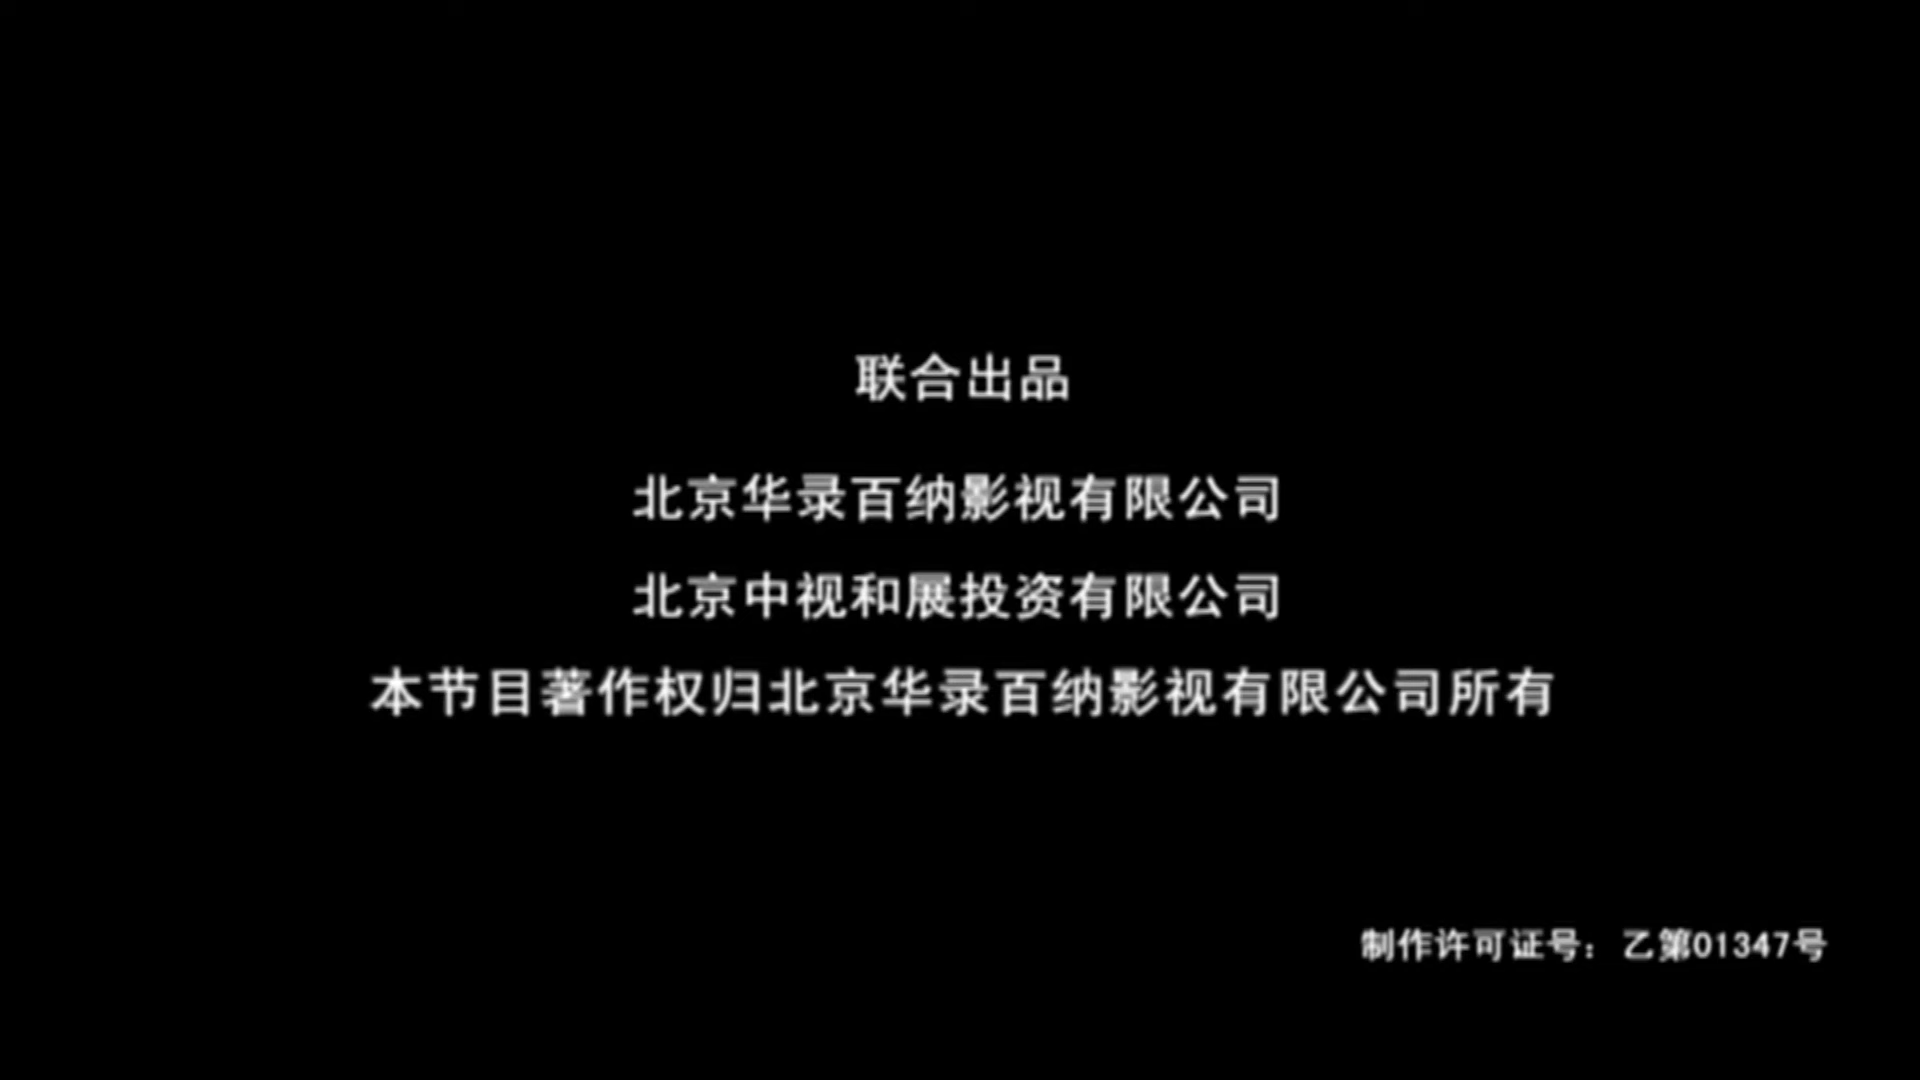 联合出品
北京华录百纳影视有限公司
北京中视和展投资有限公司
本节目著作权归北京华录百纳影视有限公司所有
制作许可证号：乙第01347号